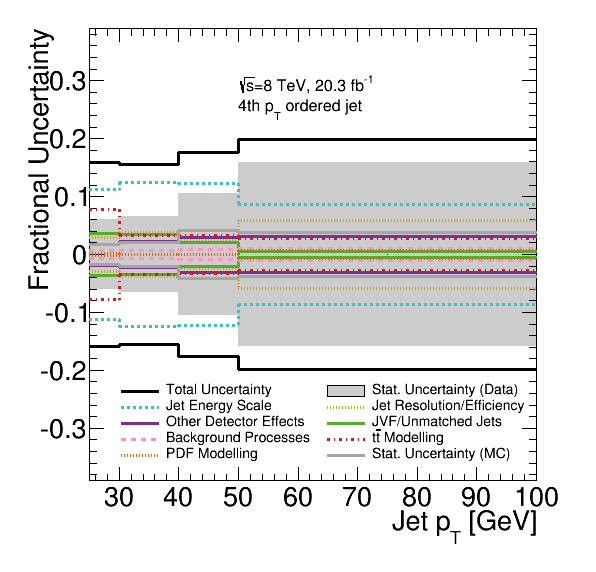 Fractional Uncertainty
0.3
0.2
0.1
0
-0.1
-0.2
-0.3
√s=8 TeV, 20.3 fb⁻¹
4th p_T ordered jet
Total Uncertainty
Jet Energy Scale
Other Detector Effects
Background Processes
PDF Modelling
Stat. Uncertainty (Data)
Jet Resolution/Efficiency
JVF/Unmatched Jets
tt̄ Modelling
Stat. Uncertainty (MC)
30 40 50 60 70 80 90 100
Jet p_T [GeV]